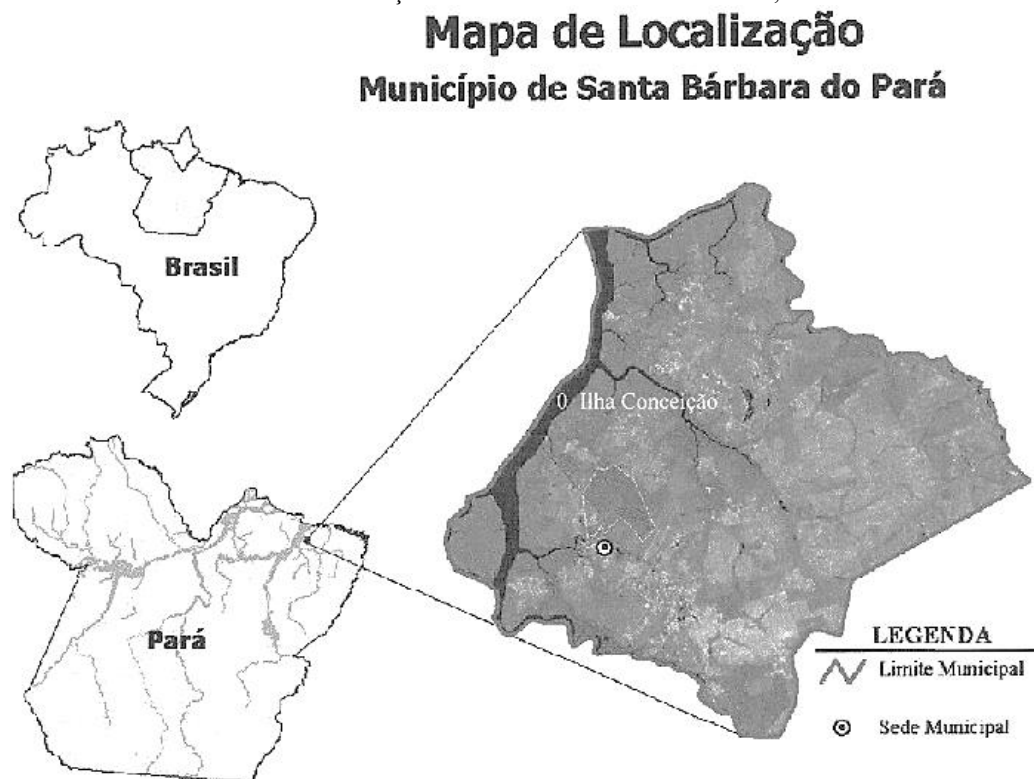 Mapa de Localização
Município de Santa Bárbara do Pará
Brasil
0 Ilha Conceição
Pará
LEGENDA
Limite Municipal
Sede Municipal